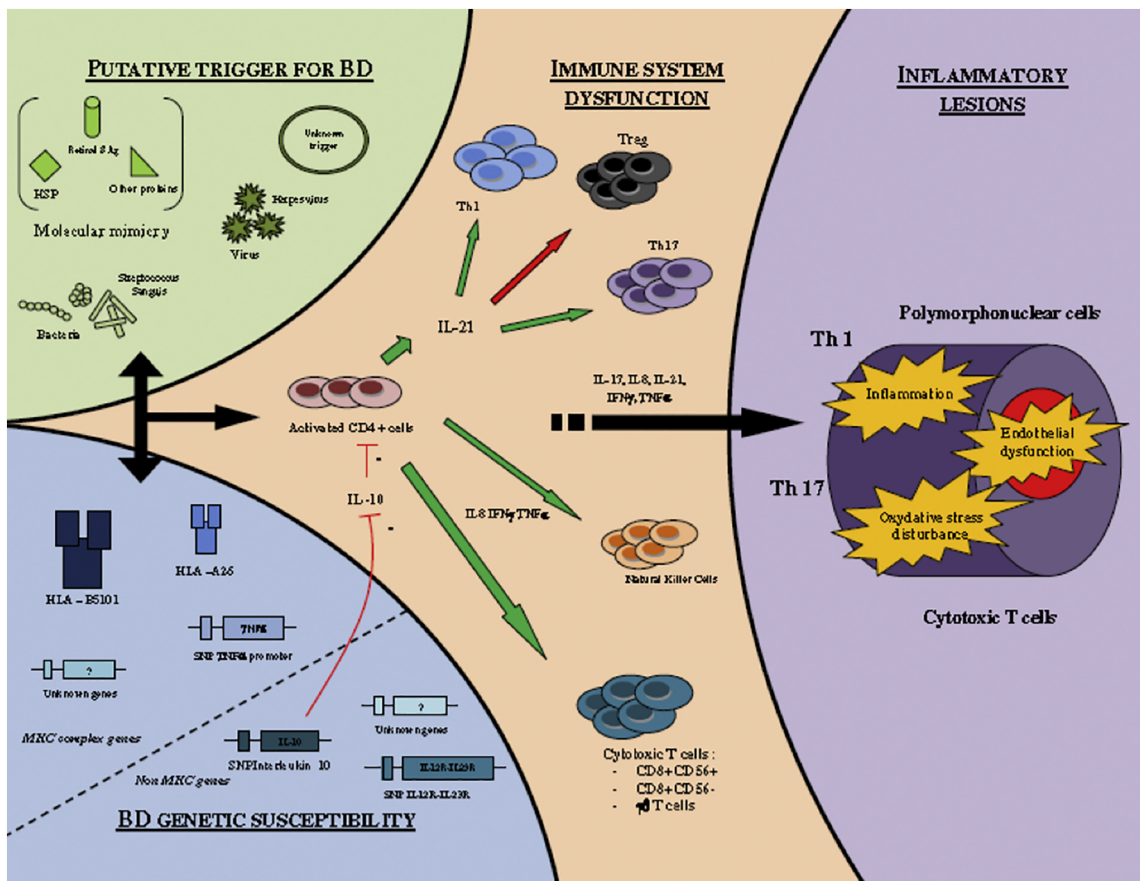 PUTATIVE TRIGGER FOR BD
Retinal S Ag
HSP
Other proteins
Molecular mimicry
Unknown
trigger
Herpesvirus
Virus
Streptococcus
Sanguis
Bacteria
IMMUNE SYSTEM
DYSFUNCTION
Th1
Treg
Th17
IL-21
Activated CD4+ cells
-
IL-10
-
IL-17, IL8, IL-21,
IFNγ, TNFα
IL8 IFNγ TNFα
Natural Killer Cells
Cytotoxic T cells :
- CD8+CD56+
- CD8+CD56-
- γδ T cells
INFLAMMATORY
LESIONS
Polymorphonuclear cells
Th 1
Inflammation
Endothelial
dysfunction
Th 17
Oxydative stress
disturbance
Cytotoxic T cells
HLA – B5101
HLA –A26
TNFα
SNP TNFα promoter
?
Unknown genes
MHC complex genes
IL-10
SNP Interleukin 10
Non MHC genes
?
Unknown genes
IL12R-IL23R
SNP IL12R-IL23R
BD GENETIC SUSCEPTIBILITY